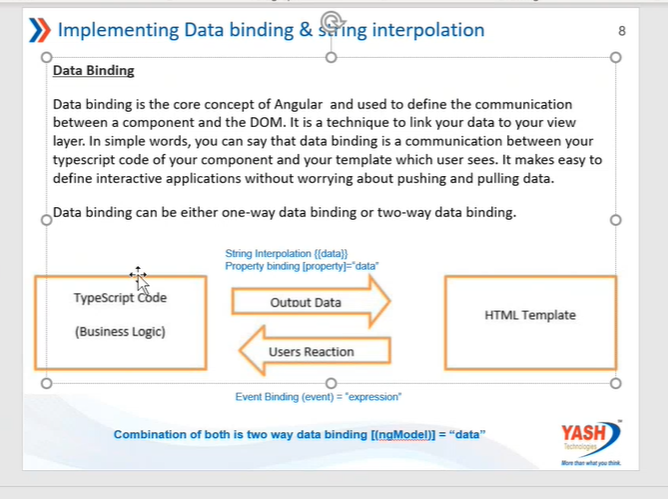 Implementing Data binding & string interpolation
8
Data Binding
Data binding is the core concept of Angular and used to define the communication
between a component and the DOM. It is a technique to link your data to your view
layer. In simple words, you can say that data binding is a communication between your
typescript code of your component and your template which user sees. It makes easy to
define interactive applications without worrying about pushing and pulling data.
Data binding can be either one-way data binding or two-way data binding.
String Interpolation {{data}}
Property binding [property]="data"
TypeScript Code
(Business Logic)
Output Data
Users Reaction
HTML Template
Event Binding (event) = "expression"
Combination of both is two way data binding [(ngModel)] = “data”
YASH
Technologies
More than what you think.